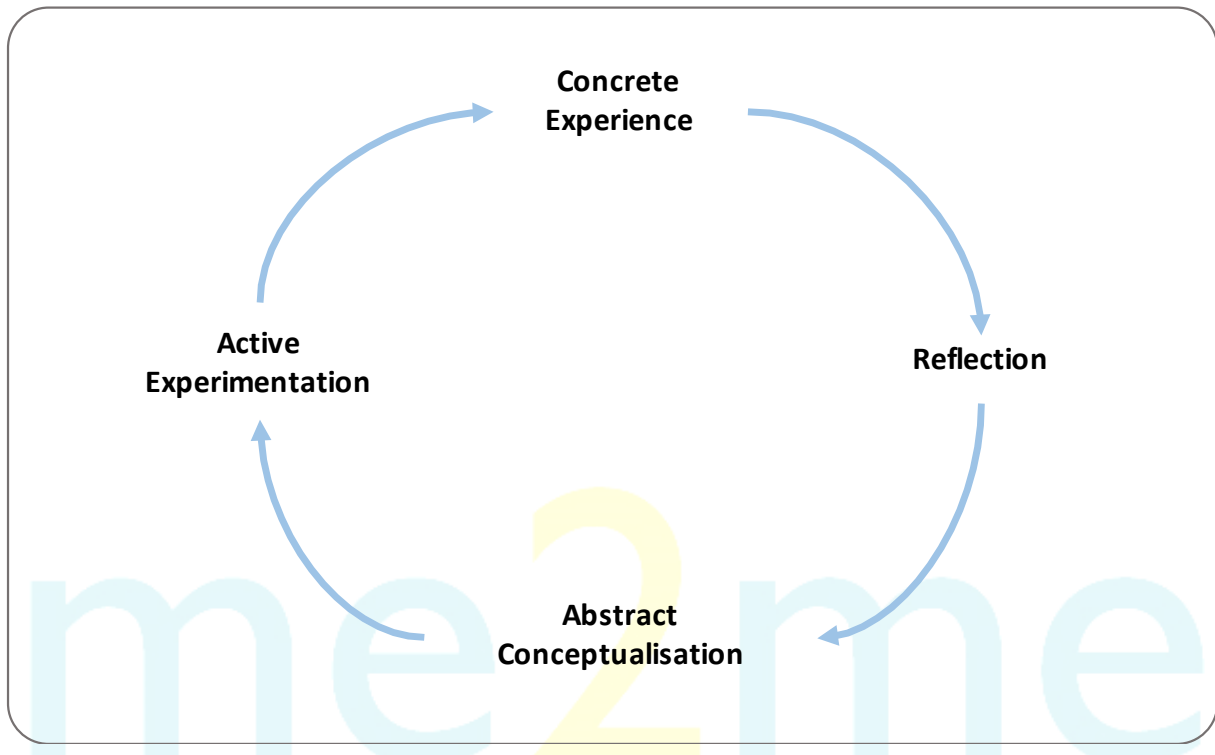 Concrete
Experience
Reflection
Abstract
Conceptualisation
Active
Experimentation
me2me